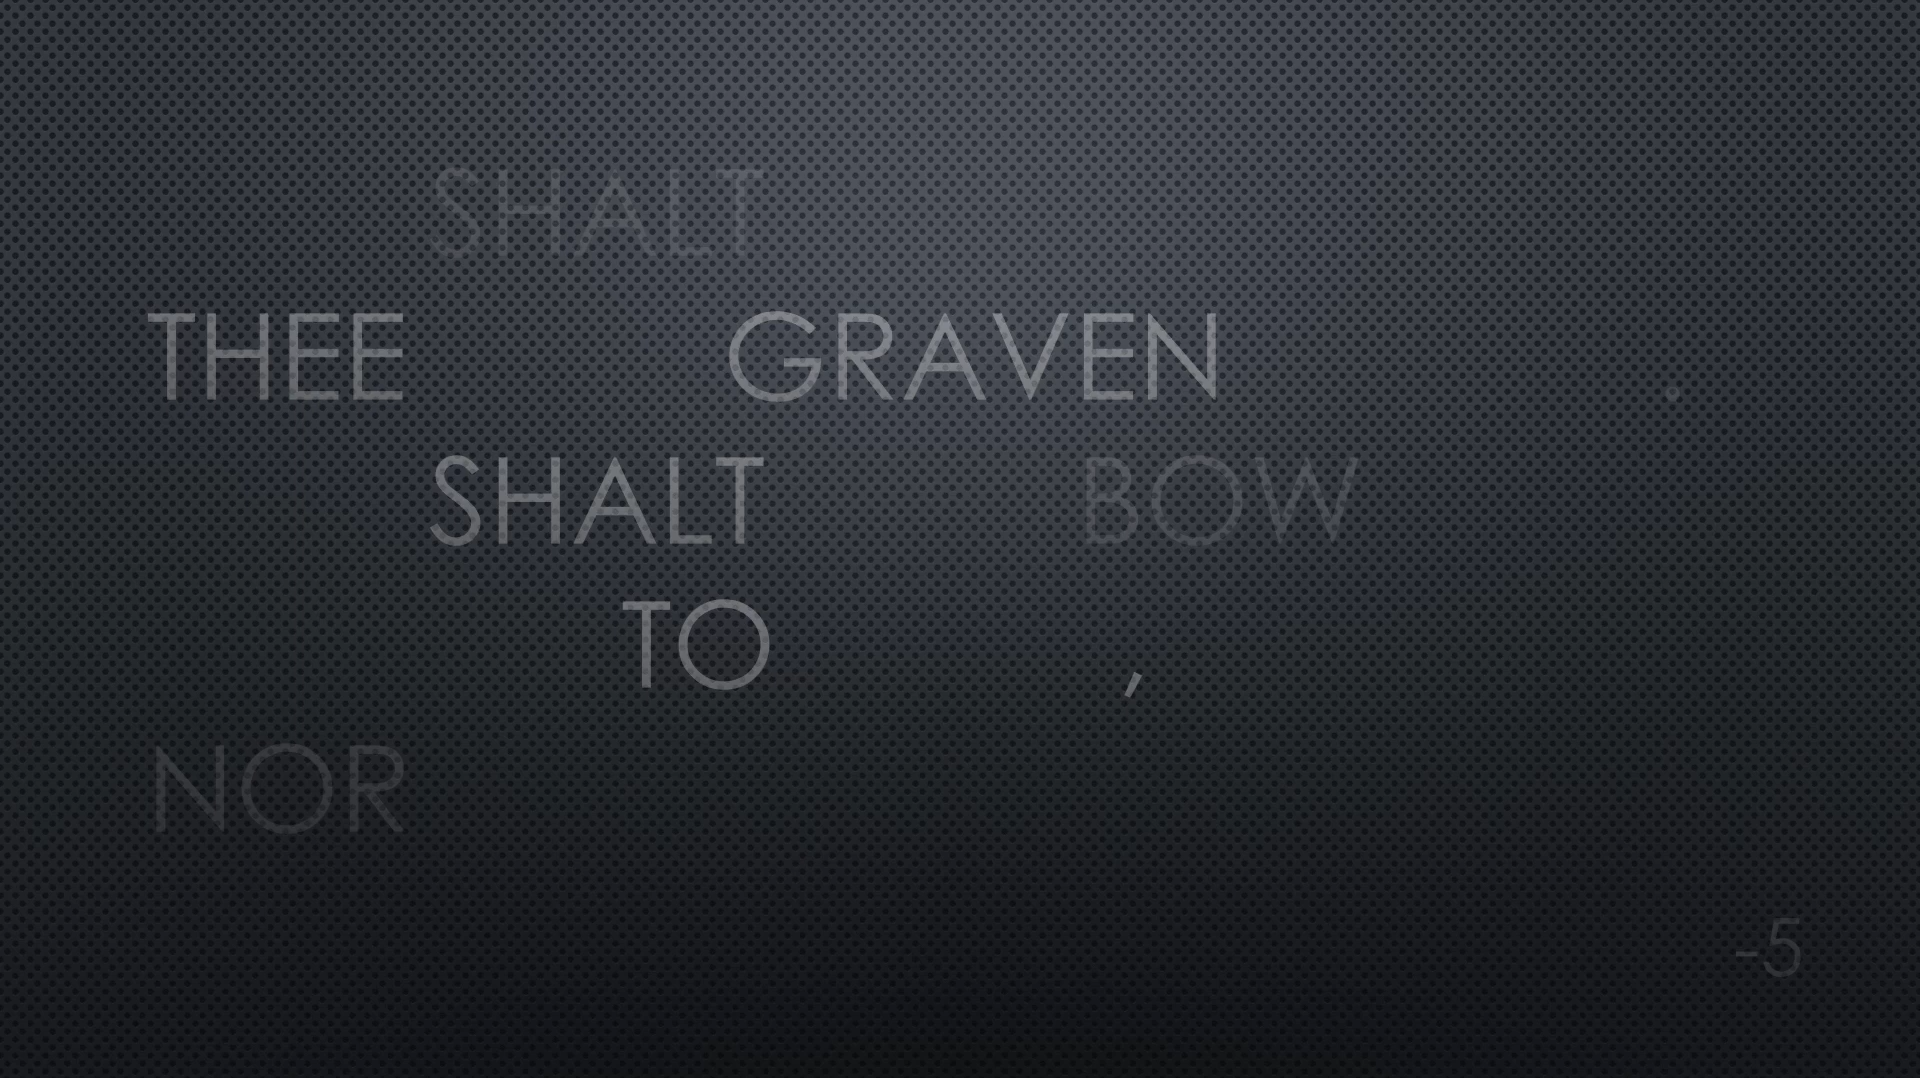 SHALT
THEE GRAVEN .
SHALT BOW
TO ,
NOR
-5